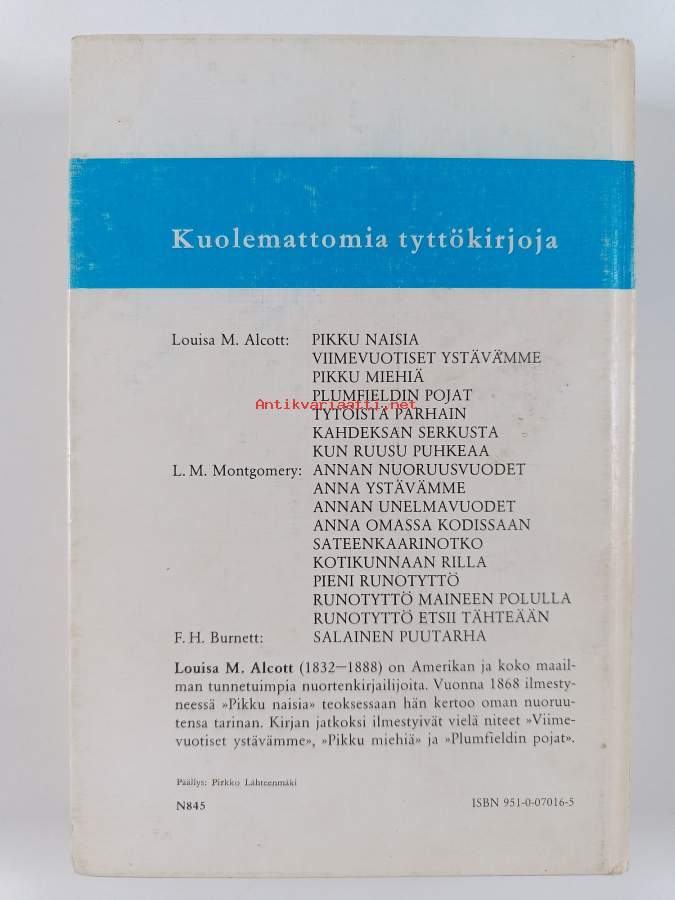 Kuolemattomia tyttökirjoja
Louisa M. Alcott: PIKKU NAISIA
VIIMEVUOTISET YSTÄVÄMME
PIKKU MIEHIÄ
PLUMFIELDIN POJAT
Antikvariaatti.net
TYTÖISTÄ PARHAIN
KAHDEKSAN SERKUSTA
KUN RUUSU PUHKEAA
L. M. Montgomery: ANNAN NUORUUSVUODET
ANNA YSTÄVÄMME
ANNAN UNELMAVUODET
ANNA OMASSA KODISSAAN
SATEENKAARINOTKO
KOTIKUNNAAN RILLA
PIENI RUNOTYTTÖ
RUNOTYTTÖ MAINEEN POLULLA
RUNOTYTTÖ ETSII TÄHTEÄÄN
F. H. Burnett: SALAINEN PUUTARHA
Louisa M. Alcott (1832—1888) on Amerikan ja koko maail-
man tunnetuimpia nuortenkirjailijoita. Vuonna 1868 ilmesty-
neessä »Pikku naisia» teoksessaan hän kertoo oman nuoruu-
tensa tarinan. Kirjan jatkoksi ilmestyivät vielä niteet »Viime-
vuotiset ystävämme», »Pikku miehiä» ja »Plumfieldin pojat».
Päällys: Pirkko Lähteenmäki
N845 ISBN 951-0-07016-5